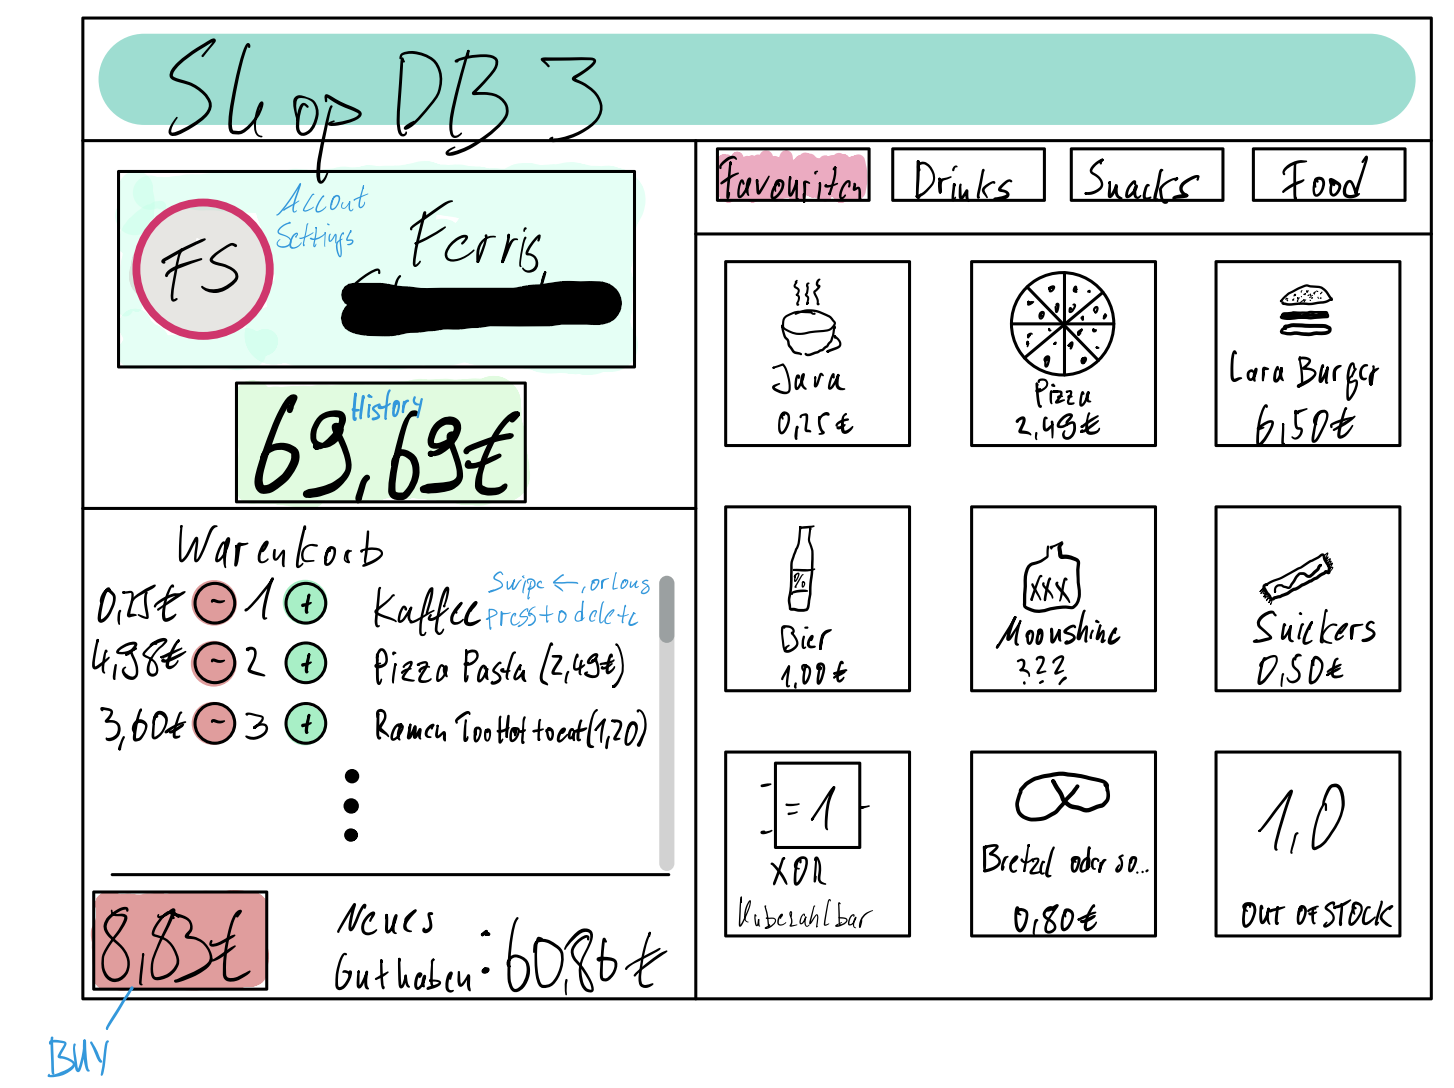 Shop DB 3
FS
Accout
Settings
Ferris
History
69,69€
Favouriten
Drinks
Snacks
Food
Java
0,25€
Pizza
2,49€
Lara Burger
6,50€
%
Bier
1,00€
XXX
Moonshine
???
Snickers
0,50€
=1
XOR
Unbezahlbar
Bretzel oder so...
0,80€
1,0
OUT OF STOCK
Warenkorb
0,25€ - 1 + Kaffee
Swipe ←, or long
press to delete
4,98€ - 2 + Pizza Pasta (2,49€)
3,60€ - 3 + Ramen Too Hot to eat (1,20)
8,83€
Neues
Guthaben: 60,86€
BUY